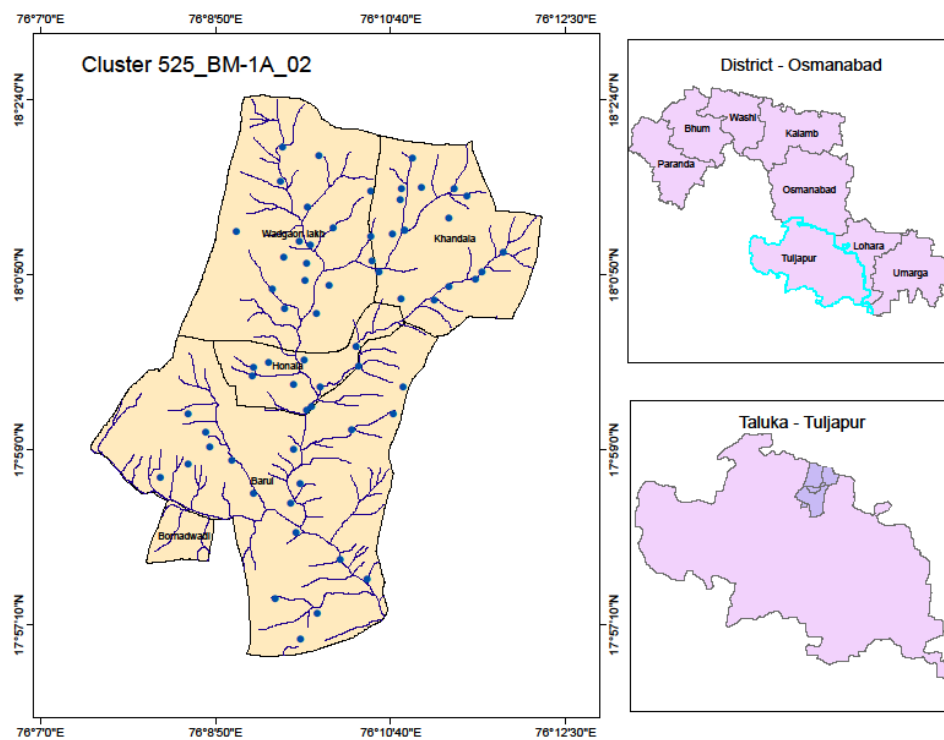 76°7'0"E 76°8'50"E 76°10'40"E 76°12'30"E
Cluster 525_BM-1A_02
18°2'40"N
18°0'50"N
17°59'0"N
17°57'10"N
Wadgaon lakh
Khandala
Honala
Barul
Bomadwadi
18°2'40"N
18°0'50"N
17°59'0"N
17°57'10"N
76°7'0"E 76°8'50"E 76°10'40"E 76°12'30"E
District - Osmanabad
Washi
Bhum
Kalamb
Paranda
Osmanabad
Lohara
Tuljapur
Umarga
Taluka - Tuljapur